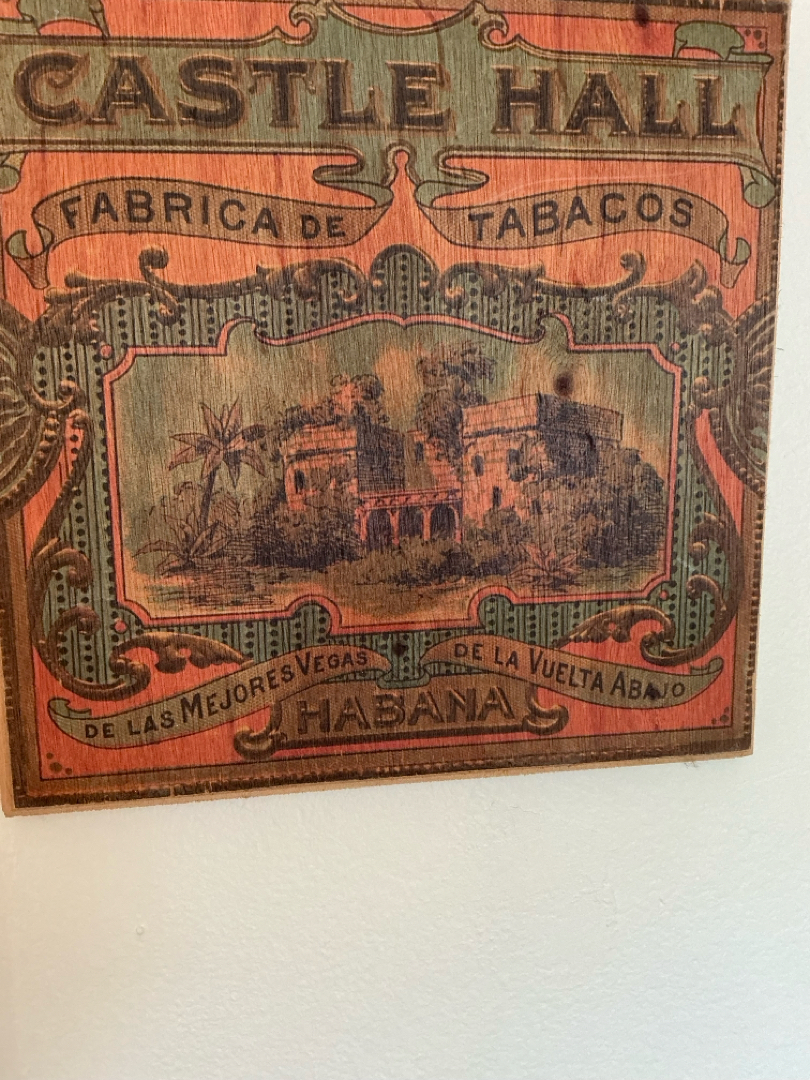 CASTLE HALL
FABRICA DE TABACOS
DE LAS MEJORES VEGAS DE LA VUELTA ABAJO
HABANA